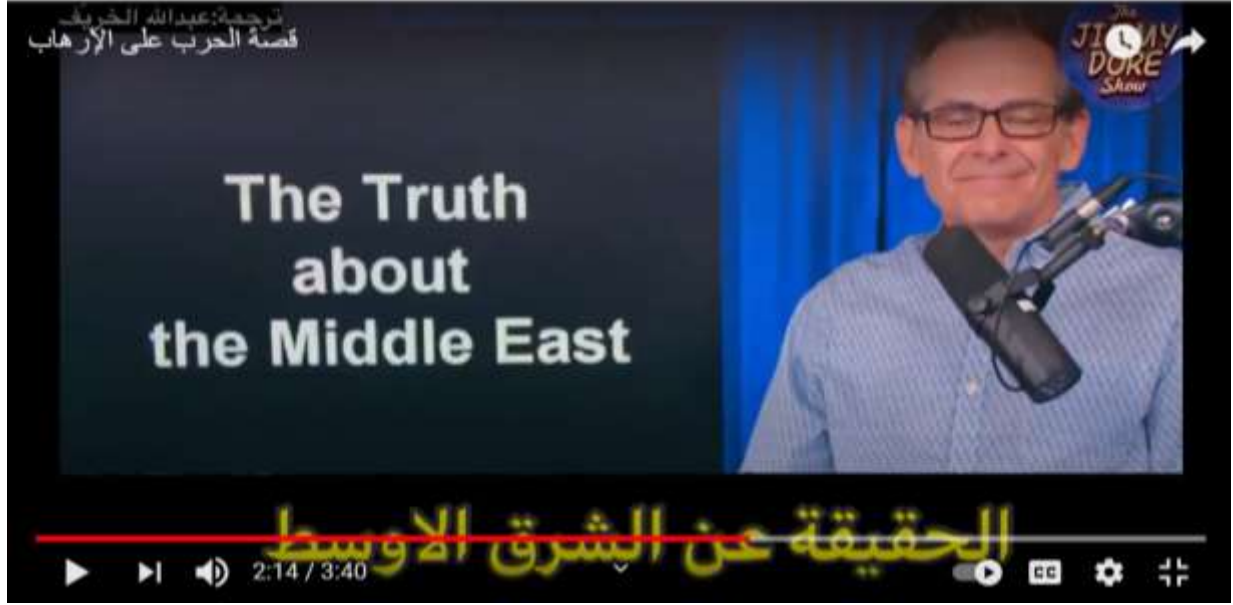 ترجمة:عبدالله الخريف
قصة الحرب على الإرهاب
The
JIMMY
DORE
Show
The Truth
about
the Middle East
الحقيقة عن الشرق الاوسط
2:14 / 3:40
CC